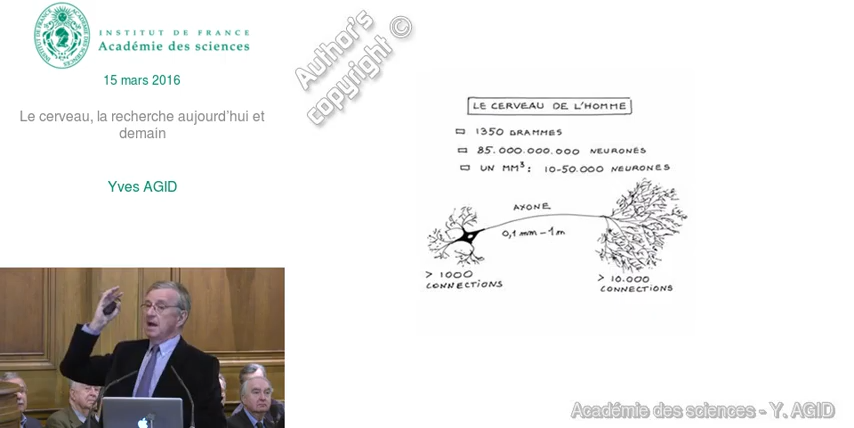 INSTITUT DE FRANCE
Académie des sciences
15 mars 2016
Le cerveau, la recherche aujourd'hui et
demain
Yves AGID
Author's
copyright ©
LE CERVEAU DE L'HOMME
1350 GRAMMES
85.000.000.000 NEURONES
UN MM³ : 10-50.000 NEURONES
AXONE
0,1 mm - 1 m
> 1000
CONNECTIONS
> 10.000
CONNECTIONS
Académie des sciences - Y. AGID